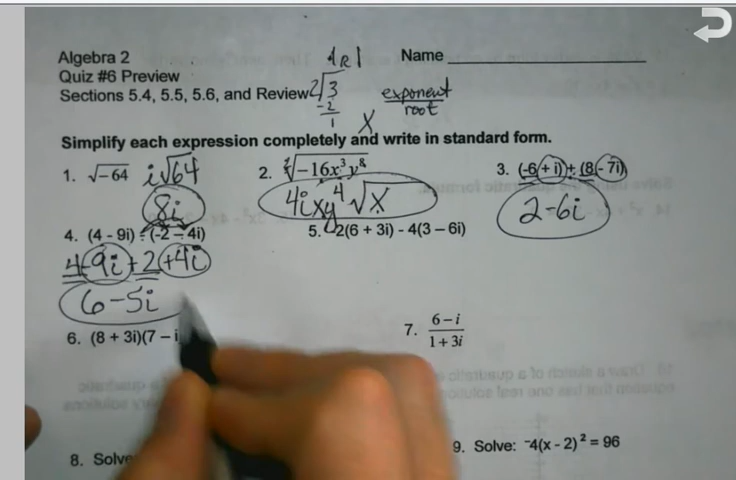 Algebra 2 1R1 Name
Quiz #6 Preview
Sections 5.4, 5.5, 5.6, and Review 2√3 exponent
-2 root
1 X
Simplify each expression completely and write in standard form.
1. √-64 i√64 2. √-16x³y⁸ 3. (-6 + i) + (8 - 7i)
8i 4ixy⁴√x 2-6i
4. (4 - 9i) - (-2 - 4i) 5. -2(6 + 3i) - 4(3 - 6i)
4-9i+2+4i
6-5i
6. (8 + 3i)(7 - i 7. 6 - i / 1 + 3i
8. Solve 9. Solve: -4(x - 2)² = 96